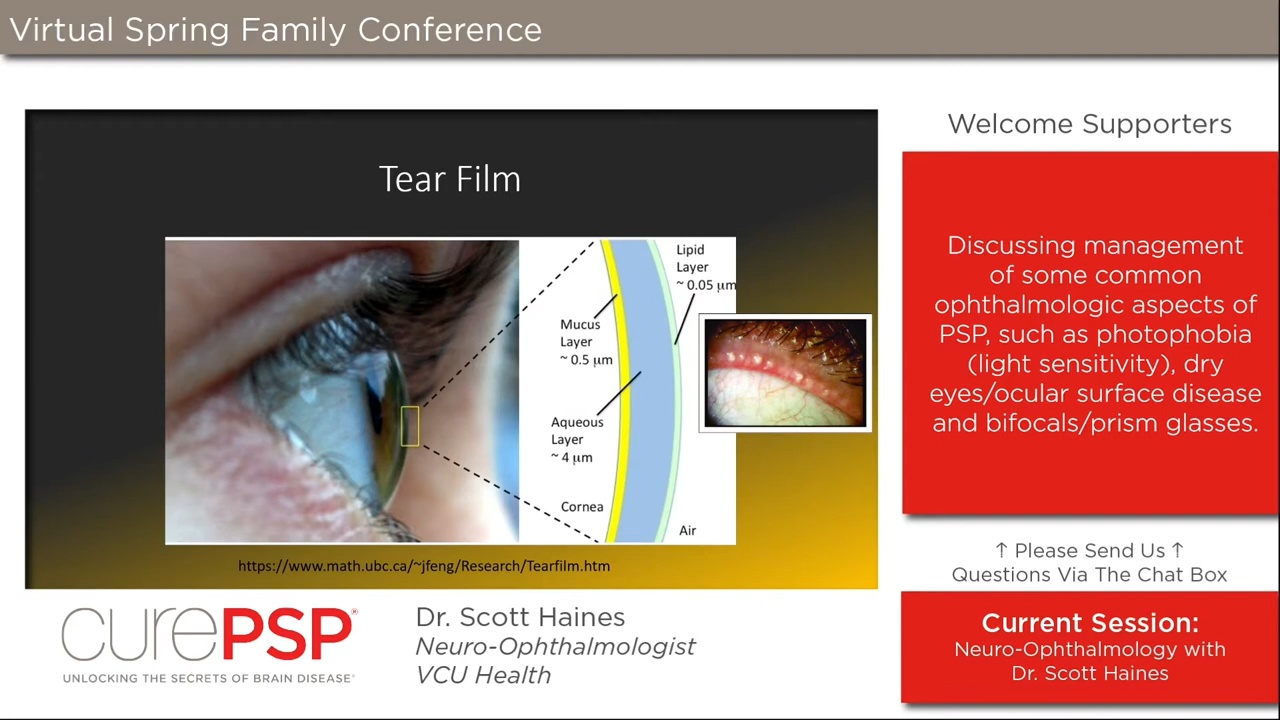 Virtual Spring Family Conference
Tear Film
Lipid
Layer
~ 0.05 µm
Mucus
Layer
~ 0.5 µm
Aqueous
Layer
~ 4 µm
Cornea
Air
https://www.math.ubc.ca/~jfeng/Research/Tearfilm.htm
Welcome Supporters
Discussing management
of some common
ophthalmologic aspects of
PSP, such as photophobia
(light sensitivity), dry
eyes/ocular surface disease
and bifocals/prism glasses.
↑ Please Send Us ↑
Questions Via The Chat Box
Current Session:
Neuro-Ophthalmology with
Dr. Scott Haines
curePSP®
UNLOCKING THE SECRETS OF BRAIN DISEASE®
Dr. Scott Haines
Neuro-Ophthalmologist
VCU Health